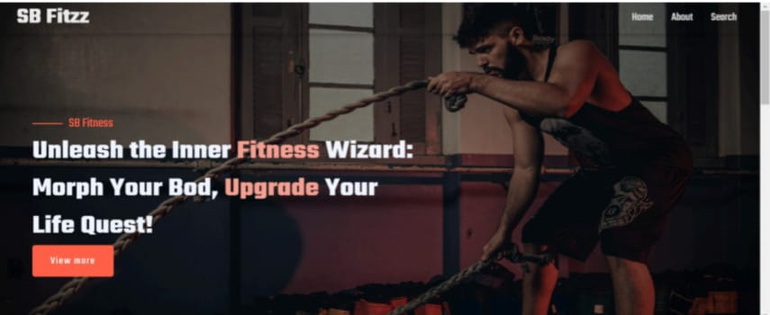 SB Fitzz
Home About Search
SB Fitness
Unleash the Inner Fitness Wizard:
Morph Your Bod, Upgrade Your
Life Quest!
View more